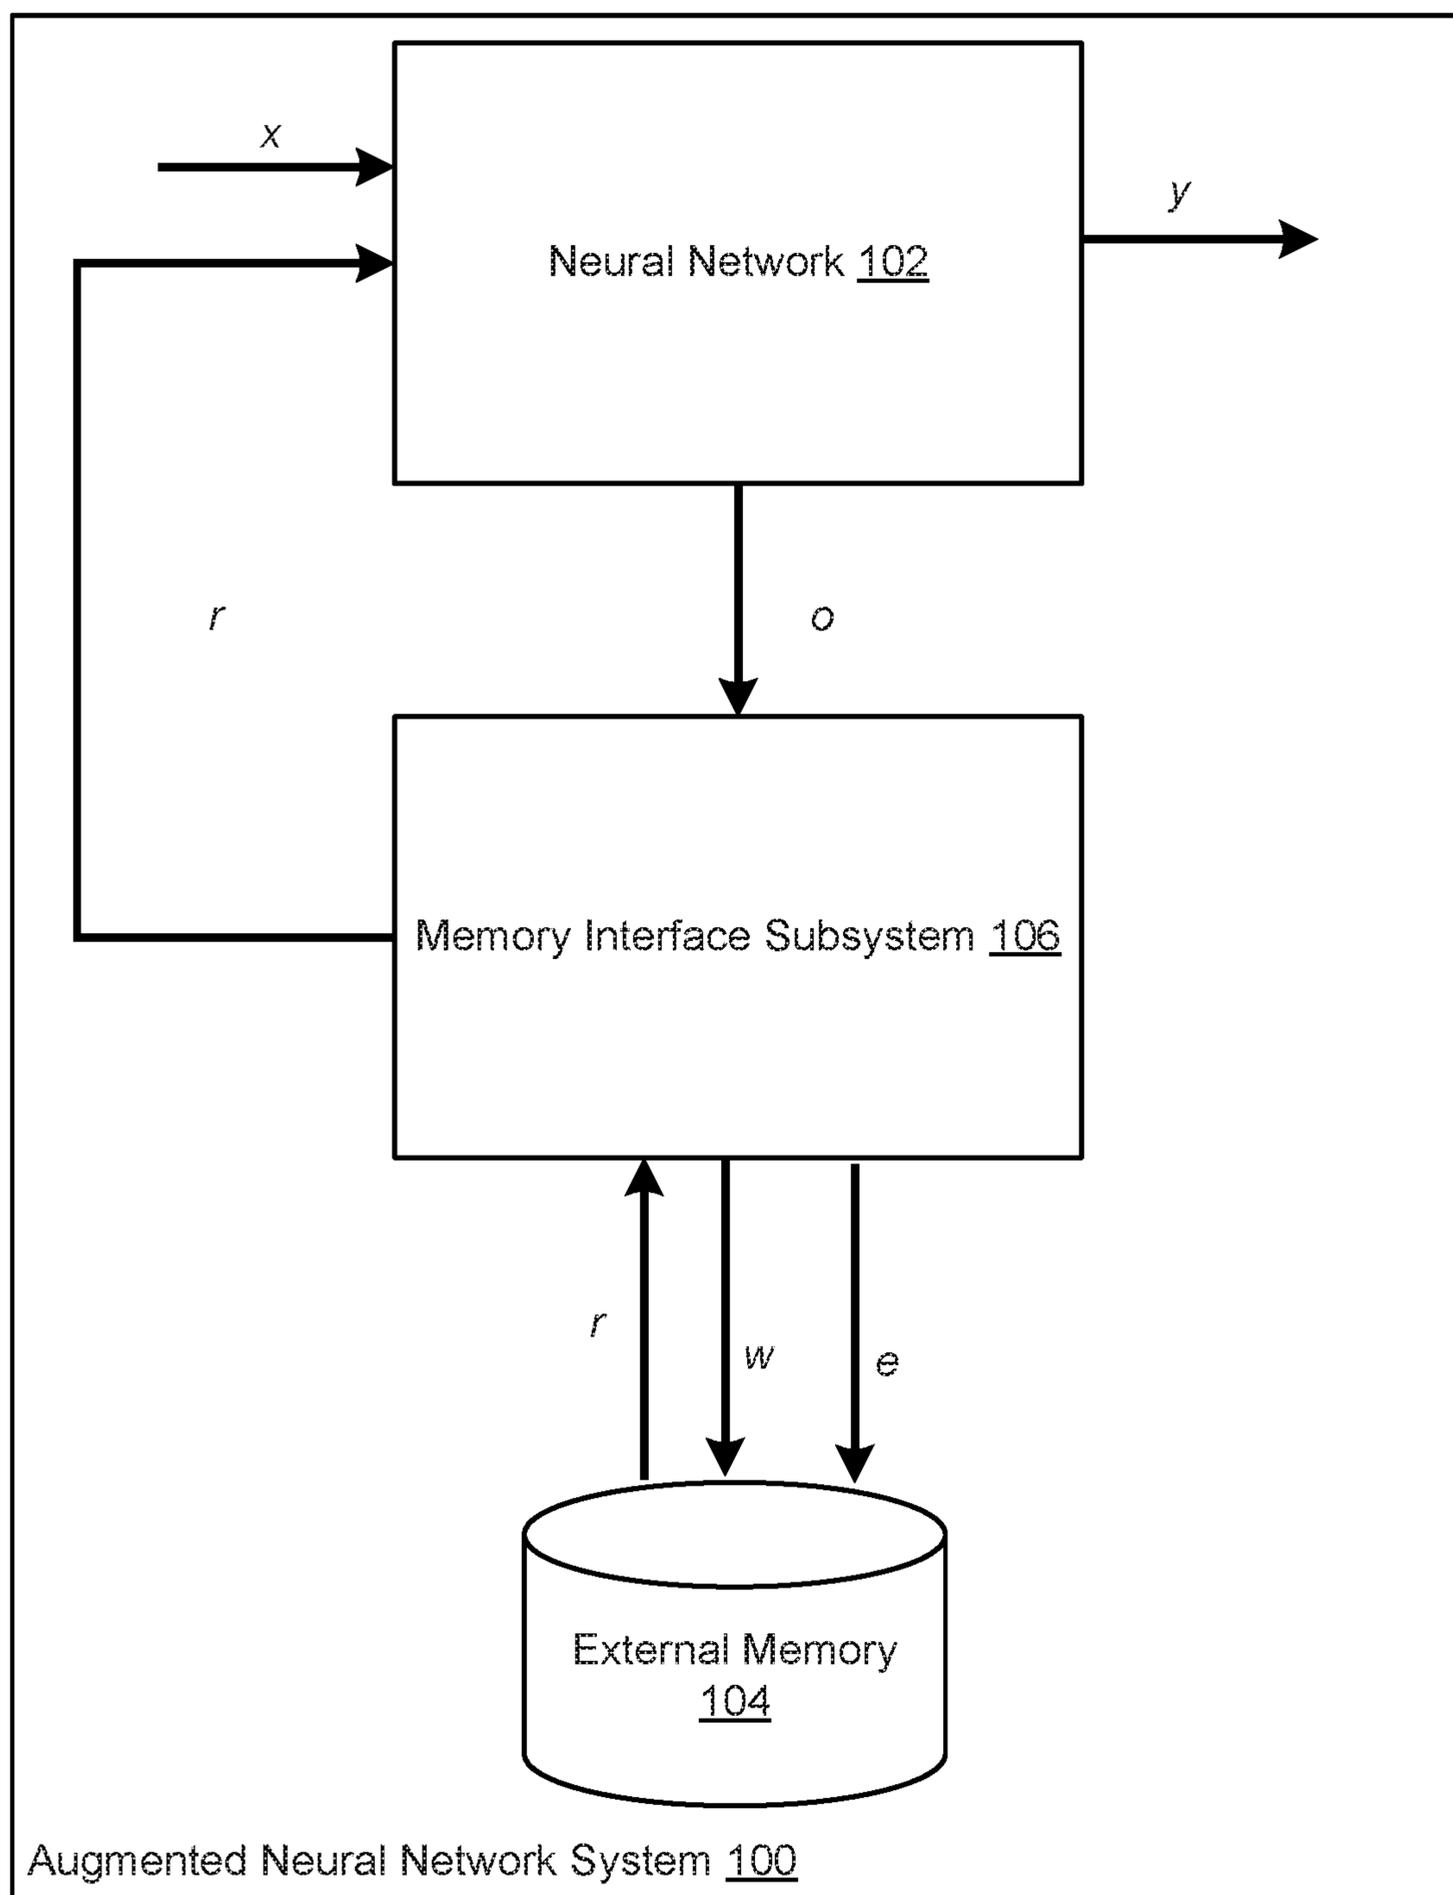 x
y
Neural Network 102
r
o
Memory Interface Subsystem 106
r
w
e
External Memory
104
Augmented Neural Network System 100